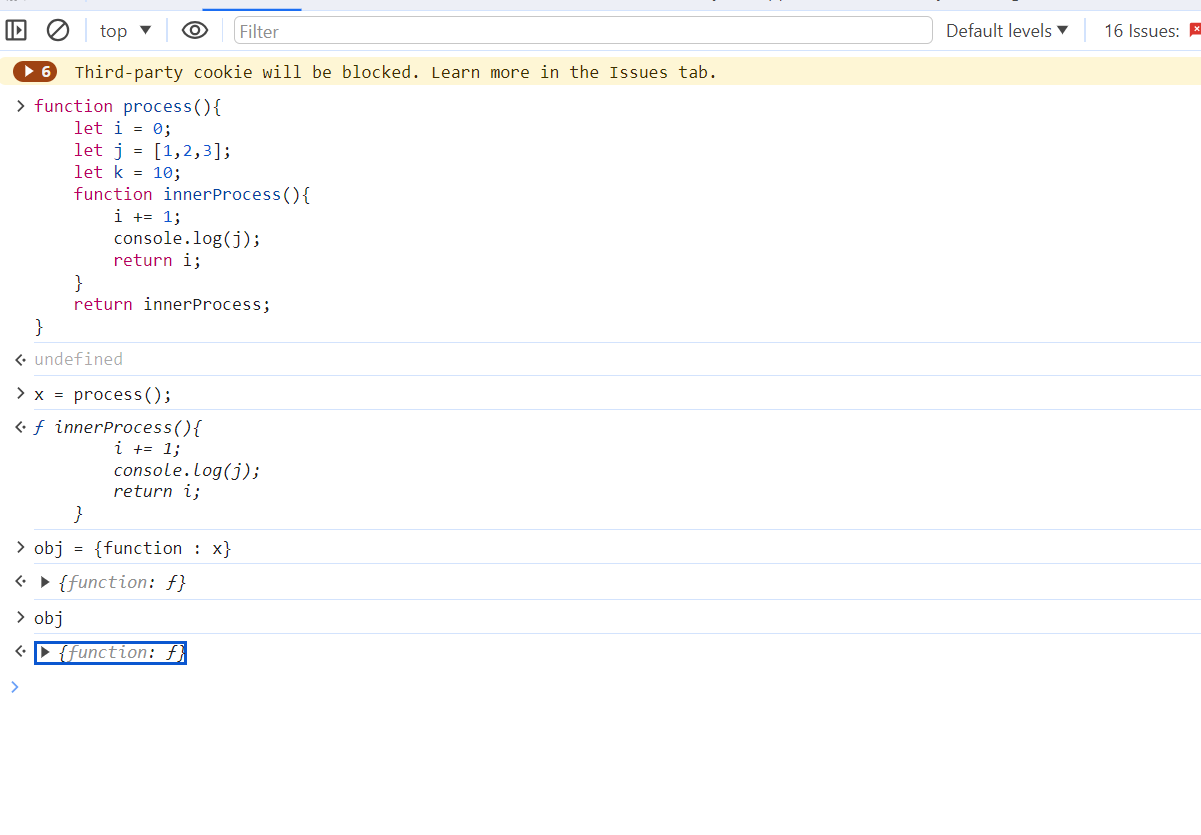 top ▼ Filter Default levels ▼ 16 Issues:
6 Third-party cookie will be blocked. Learn more in the Issues tab.
> function process(){
    let i = 0;
    let j = [1,2,3];
    let k = 10;
    function innerProcess(){
        i += 1;
        console.log(j);
        return i;
    }
    return innerProcess;
}
undefined
> x = process();
ƒ innerProcess(){
        i += 1;
        console.log(j);
        return i;
    }
> obj = {function : x}
▶ {function: ƒ}
> obj
▶ {function: ƒ}
>